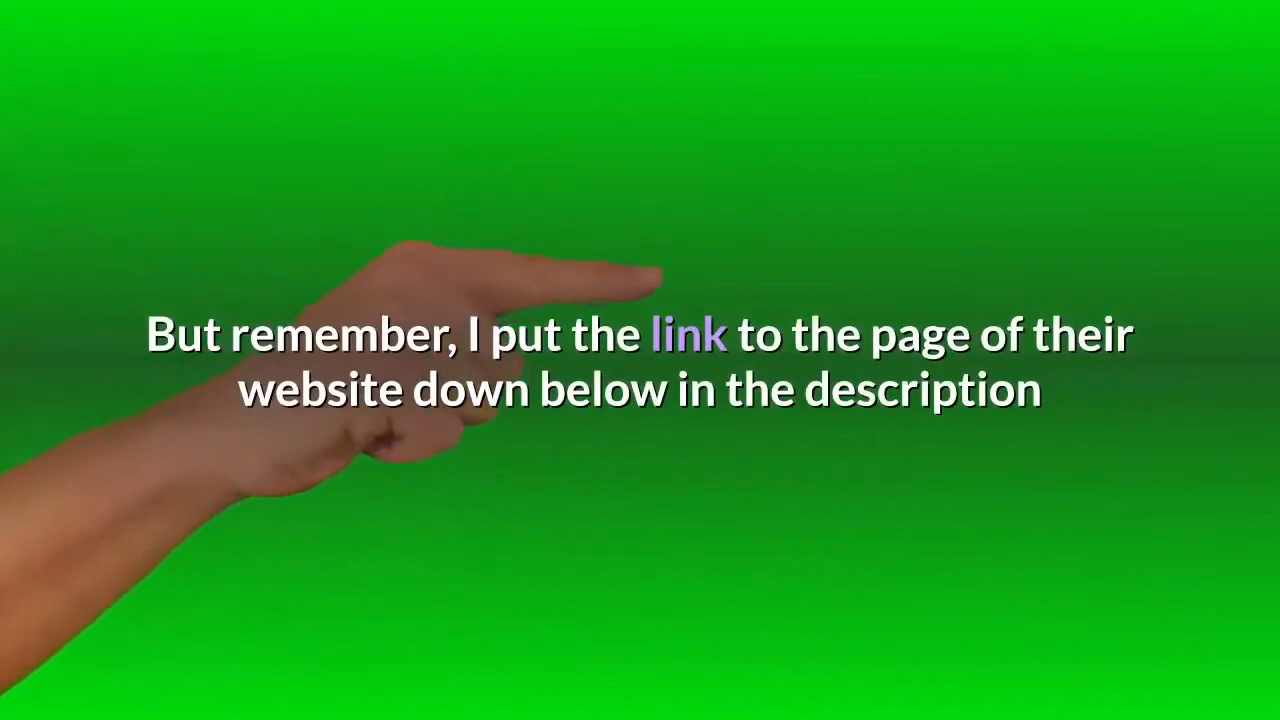 But remember, I put the link to the page of their
website down below in the description